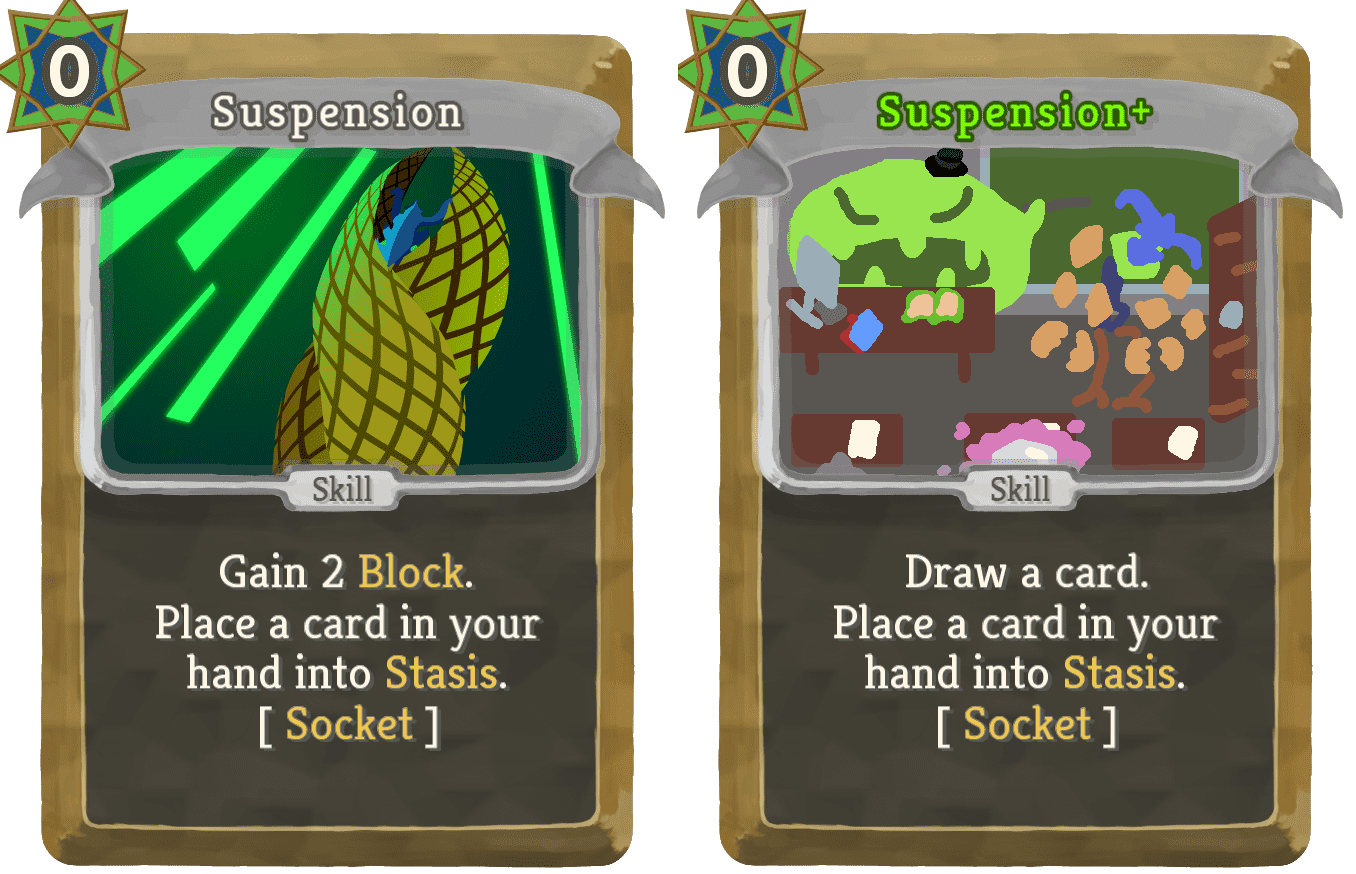 0
Suspension
Skill
Gain 2 Block.
Place a card in your
hand into Stasis.
[ Socket ]
0
Suspension+
Skill
Draw a card.
Place a card in your
hand into Stasis.
[ Socket ]